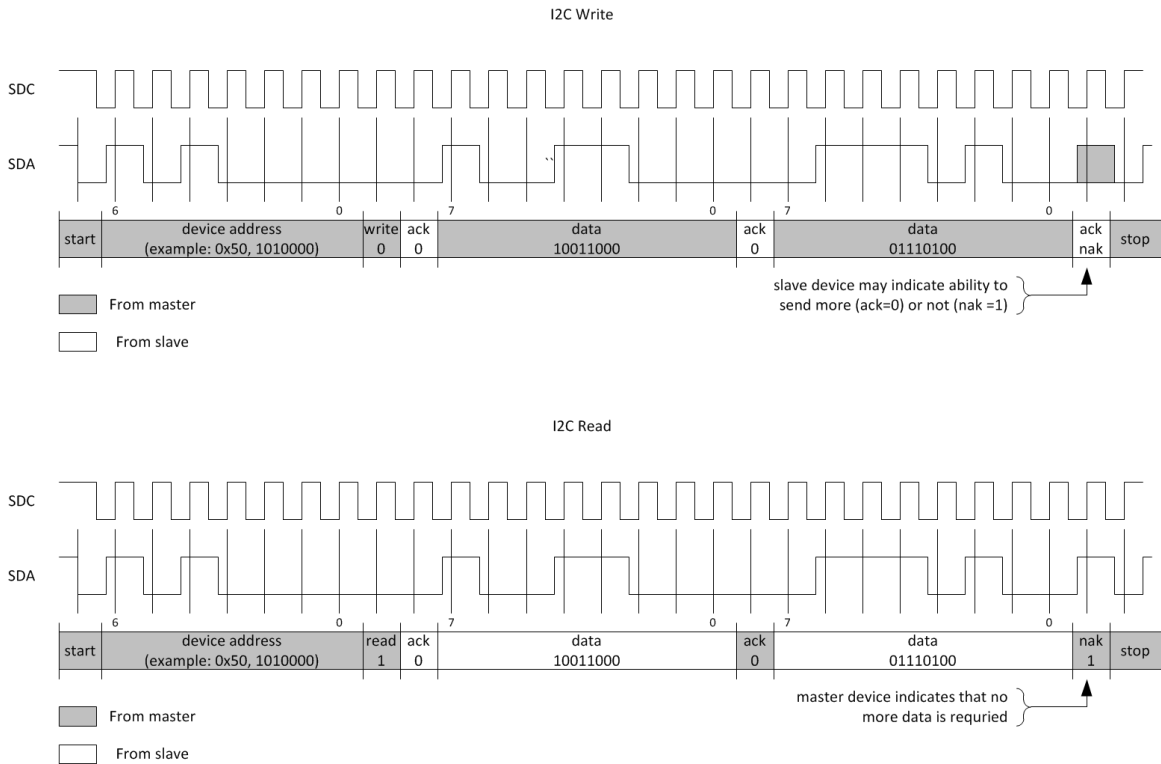 I2C Write
SDC
SDA
``
6 0 7 0 7 0
start device address write ack data ack data ack stop
(example: 0x50, 1010000) 0 0 10011000 0 01110100 nak
slave device may indicate ability to
send more (ack=0) or not (nak =1)
From master
From slave
I2C Read
SDC
SDA
6 0 7 0 7 0
start device address read ack data ack data nak stop
(example: 0x50, 1010000) 1 0 10011000 0 01110100 1
master device indicates that no
more data is requried
From master
From slave